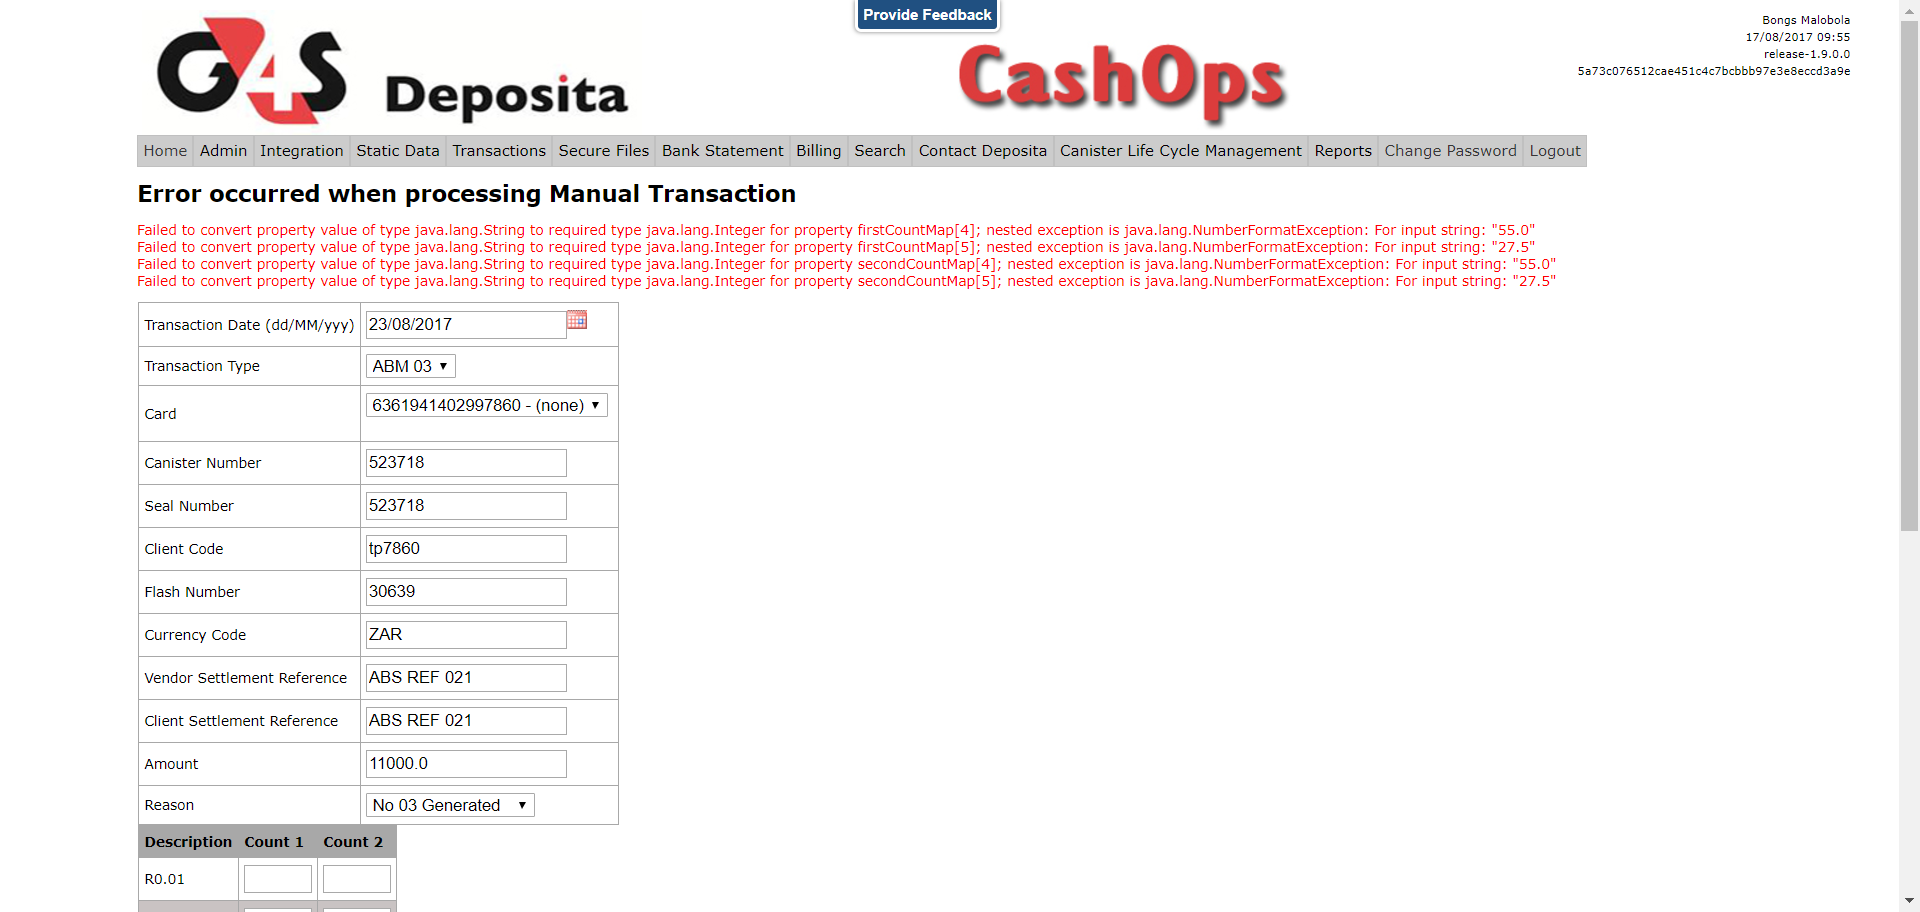 Provide Feedback
G4S Deposita
CashOps
Bongs Malobola
17/08/2017 09:55
release-1.9.0.0
5a73c076512cae451c4c7bcbbb97e3e8eccd3a9e
Home Admin Integration Static Data Transactions Secure Files Bank Statement Billing Search Contact Deposita Canister Life Cycle Management Reports Change Password Logout
Error occurred when processing Manual Transaction
Failed to convert property value of type java.lang.String to required type java.lang.Integer for property firstCountMap[4]; nested exception is java.lang.NumberFormatException: For input string: "55.0"
Failed to convert property value of type java.lang.String to required type java.lang.Integer for property firstCountMap[5]; nested exception is java.lang.NumberFormatException: For input string: "27.5"
Failed to convert property value of type java.lang.String to required type java.lang.Integer for property secondCountMap[4]; nested exception is java.lang.NumberFormatException: For input string: "55.0"
Failed to convert property value of type java.lang.String to required type java.lang.Integer for property secondCountMap[5]; nested exception is java.lang.NumberFormatException: For input string: "27.5"
Transaction Date (dd/MM/yyy) 23/08/2017
Transaction Type ABM 03
Card 6361941402997860 - (none)
Canister Number 523718
Seal Number 523718
Client Code tp7860
Flash Number 30639
Currency Code ZAR
Vendor Settlement Reference ABS REF 021
Client Settlement Reference ABS REF 021
Amount 11000.0
Reason No 03 Generated
Description Count 1 Count 2
R0.01